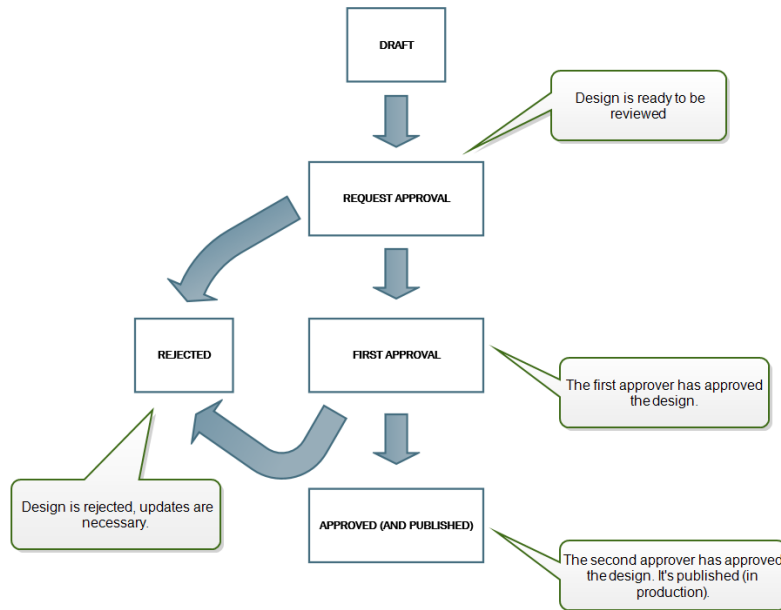 DRAFT
Design is ready to be
reviewed
REQUEST APPROVAL
REJECTED
FIRST APPROVAL
The first approver has approved
the design.
Design is rejected, updates are
necessary.
APPROVED (AND PUBLISHED)
The second approver has approved
the design. It's published (in
production).